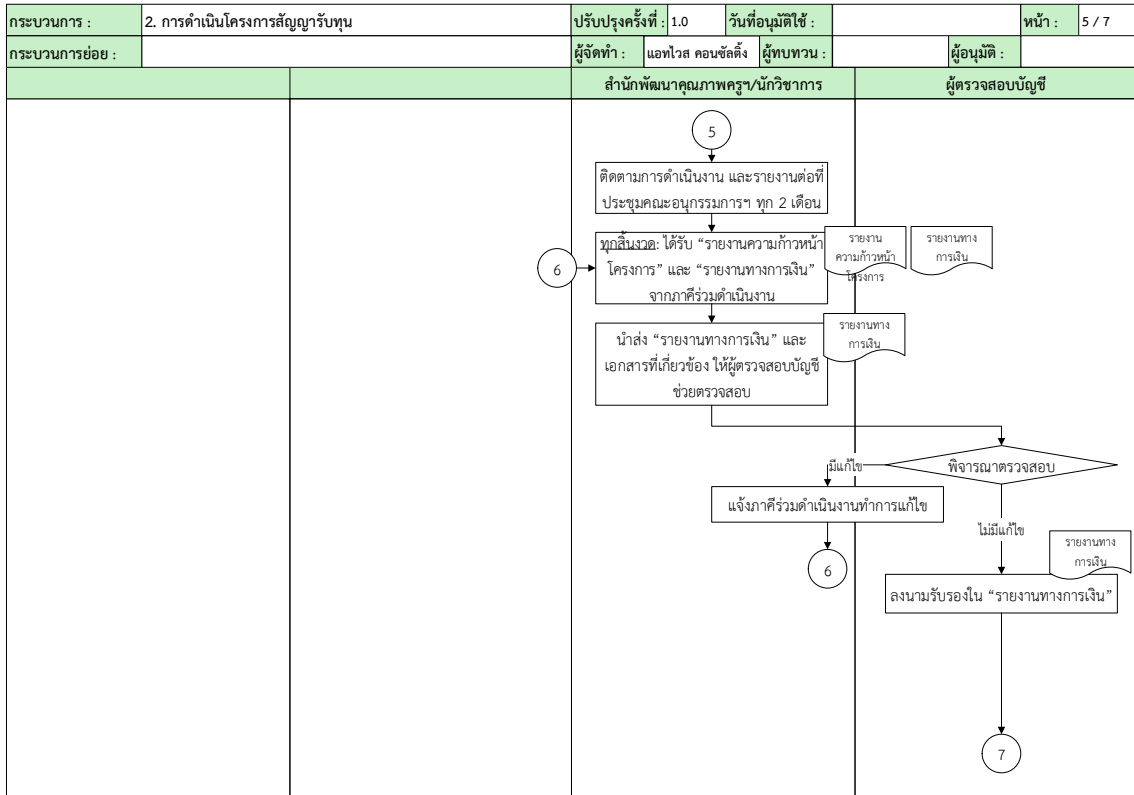 กระบวนการ : 2. การดำเนินโครงการสัญญารับทุน ปรับปรุงครั้งที่ : 1.0 วันที่อนุมัติใช้ : หน้า : 5 / 7
กระบวนการย่อย : ผู้จัดทำ : แอทไวส คอนซัลติ้ง ผู้ทบทวน : ผู้อนุมัติ :
สำนักพัฒนาคุณภาพครูฯ/นักวิชาการ ผู้ตรวจสอบบัญชี
5
ติดตามการดำเนินงาน และรายงานต่อที่
ประชุมคณะอนุกรรมการฯ ทุก 2 เดือน
6
ทุกสิ้นงวด: ได้รับ “รายงานความก้าวหน้า
โครงการ” และ “รายงานทางการเงิน”
จากภาคีร่วมดำเนินงาน
รายงาน
ความก้าวหน้า
โครงการ
รายงานทาง
การเงิน
นำส่ง “รายงานทางการเงิน” และ
เอกสารที่เกี่ยวข้อง ให้ผู้ตรวจสอบบัญชี
ช่วยตรวจสอบ
รายงานทาง
การเงิน
พิจารณาตรวจสอบ
มีแก้ไข
แจ้งภาคีร่วมดำเนินงานทำการแก้ไข
6
ไม่มีแก้ไข
รายงานทาง
การเงิน
ลงนามรับรองใน “รายงานทางการเงิน”
7